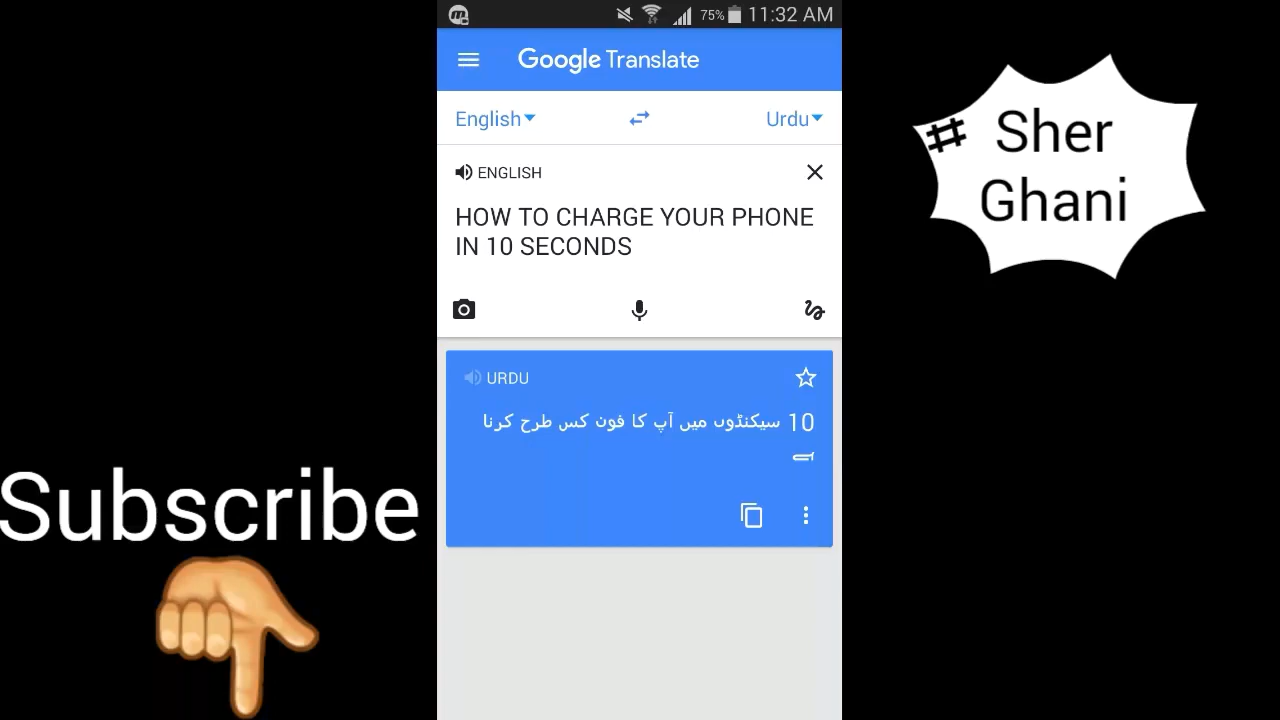 75% 11:32 AM
Google Translate
English Urdu
ENGLISH
HOW TO CHARGE YOUR PHONE
IN 10 SECONDS
URDU
10 سیکنڈوں میں آپ کا فون کس طرح کرنا
ہے
# Sher
Ghani
Subscribe